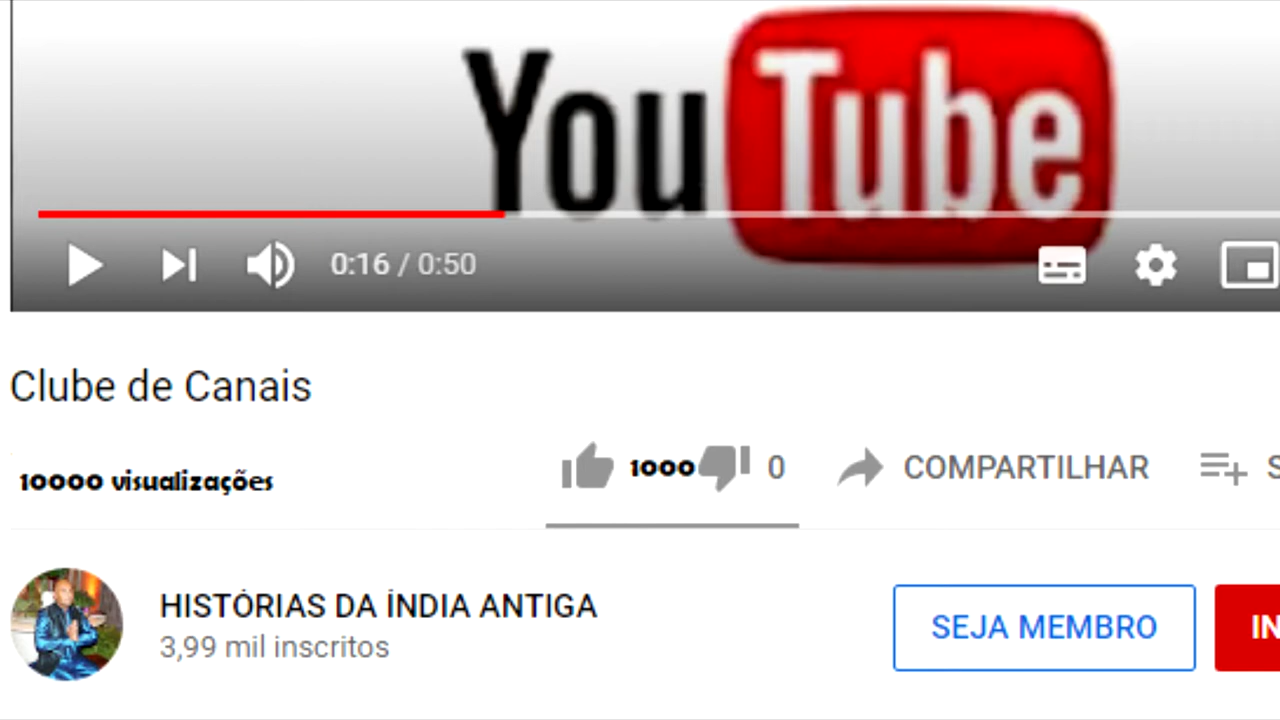 YouTube
0:16 / 0:50
Clube de Canais
10000 visualizações
1000 0 COMPARTILHAR
HISTÓRIAS DA ÍNDIA ANTIGA
3,99 mil inscritos
SEJA MEMBRO